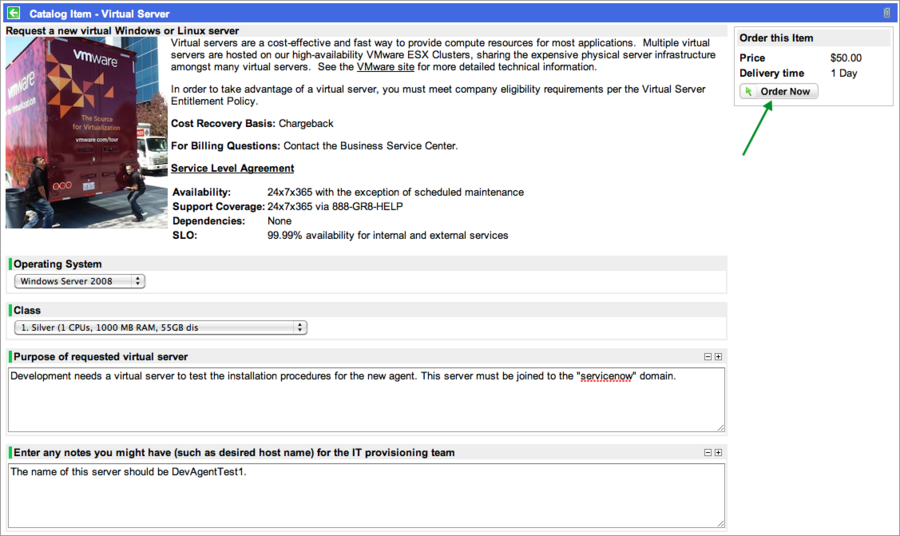 Catalog Item - Virtual Server
Request a new virtual Windows or Linux server
vmware
The Source
for Virtualization
vmware.com/tour
Virtual servers are a cost-effective and fast way to provide compute resources for most applications. Multiple virtual
servers are hosted on our high-availability VMware ESX Clusters, sharing the expensive physical server infrastructure
amongst many virtual servers. See the VMware site for more detailed technical information.
In order to take advantage of a virtual server, you must meet company eligibility requirements per the Virtual Server
Entitlement Policy.
Cost Recovery Basis: Chargeback
For Billing Questions: Contact the Business Service Center.
Service Level Agreement
Availability: 24x7x365 with the exception of scheduled maintenance
Support Coverage: 24x7x365 via 888-GR8-HELP
Dependencies: None
SLO: 99.99% availability for internal and external services
Order this Item
Price $50.00
Delivery time 1 Day
Order Now
Operating System
Windows Server 2008
Class
1. Silver (1 CPUs, 1000 MB RAM, 55GB dis
Purpose of requested virtual server
Development needs a virtual server to test the installation procedures for the new agent. This server must be joined to the "servicenow" domain.
Enter any notes you might have (such as desired host name) for the IT provisioning team
The name of this server should be DevAgentTest1.